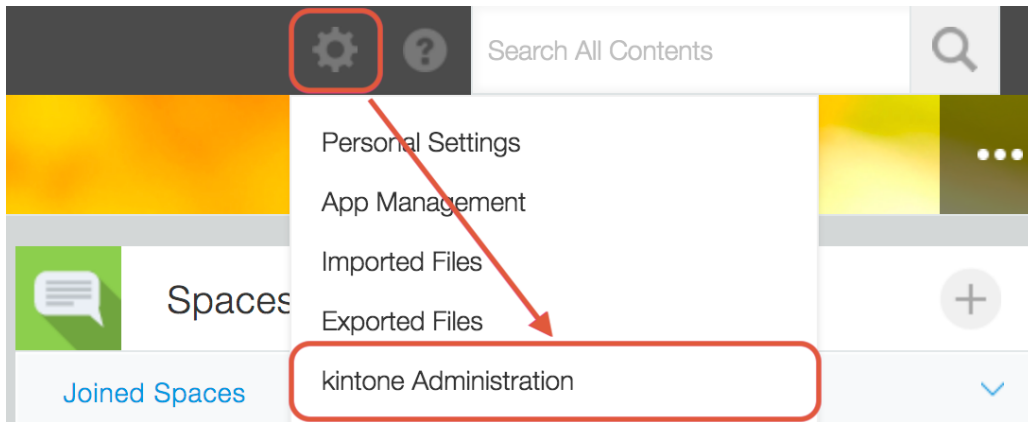 Search All Contents
Personal Settings
App Management
Imported Files
Exported Files
kintone Administration
Spaces
Joined Spaces